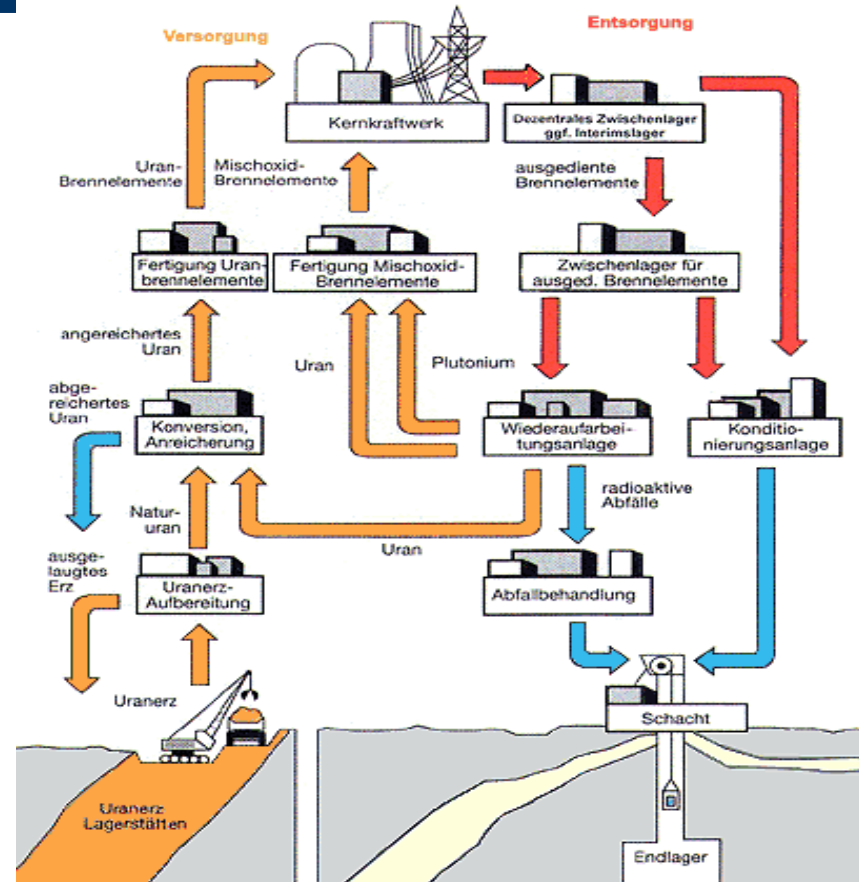 Versorgung
Entsorgung
Kernkraftwerk
Dezentrales Zwischenlager
ggf. Interimslager
Uran-
Brennelemente
Mischoxid-
Brennelemente
ausgediente
Brennelemente
Fertigung Uran-
brennelemente
Fertigung Mischoxid-
Brennelemente
Zwischenlager für
ausged. Brennelemente
angereichertes
Uran
Uran
Plutonium
abge-
reichertes
Uran
Konversion,
Anreicherung
Wiederaufarbei-
tungsanlage
Konditio-
nierungsanlage
Natur-
uran
radioaktive
Abfälle
Uran
ausge-
laugtes
Erz
Uranerz-
Aufbereitung
Abfallbehandlung
Uranerz
Schacht
Uranerz
Lagerstätten
Endlager